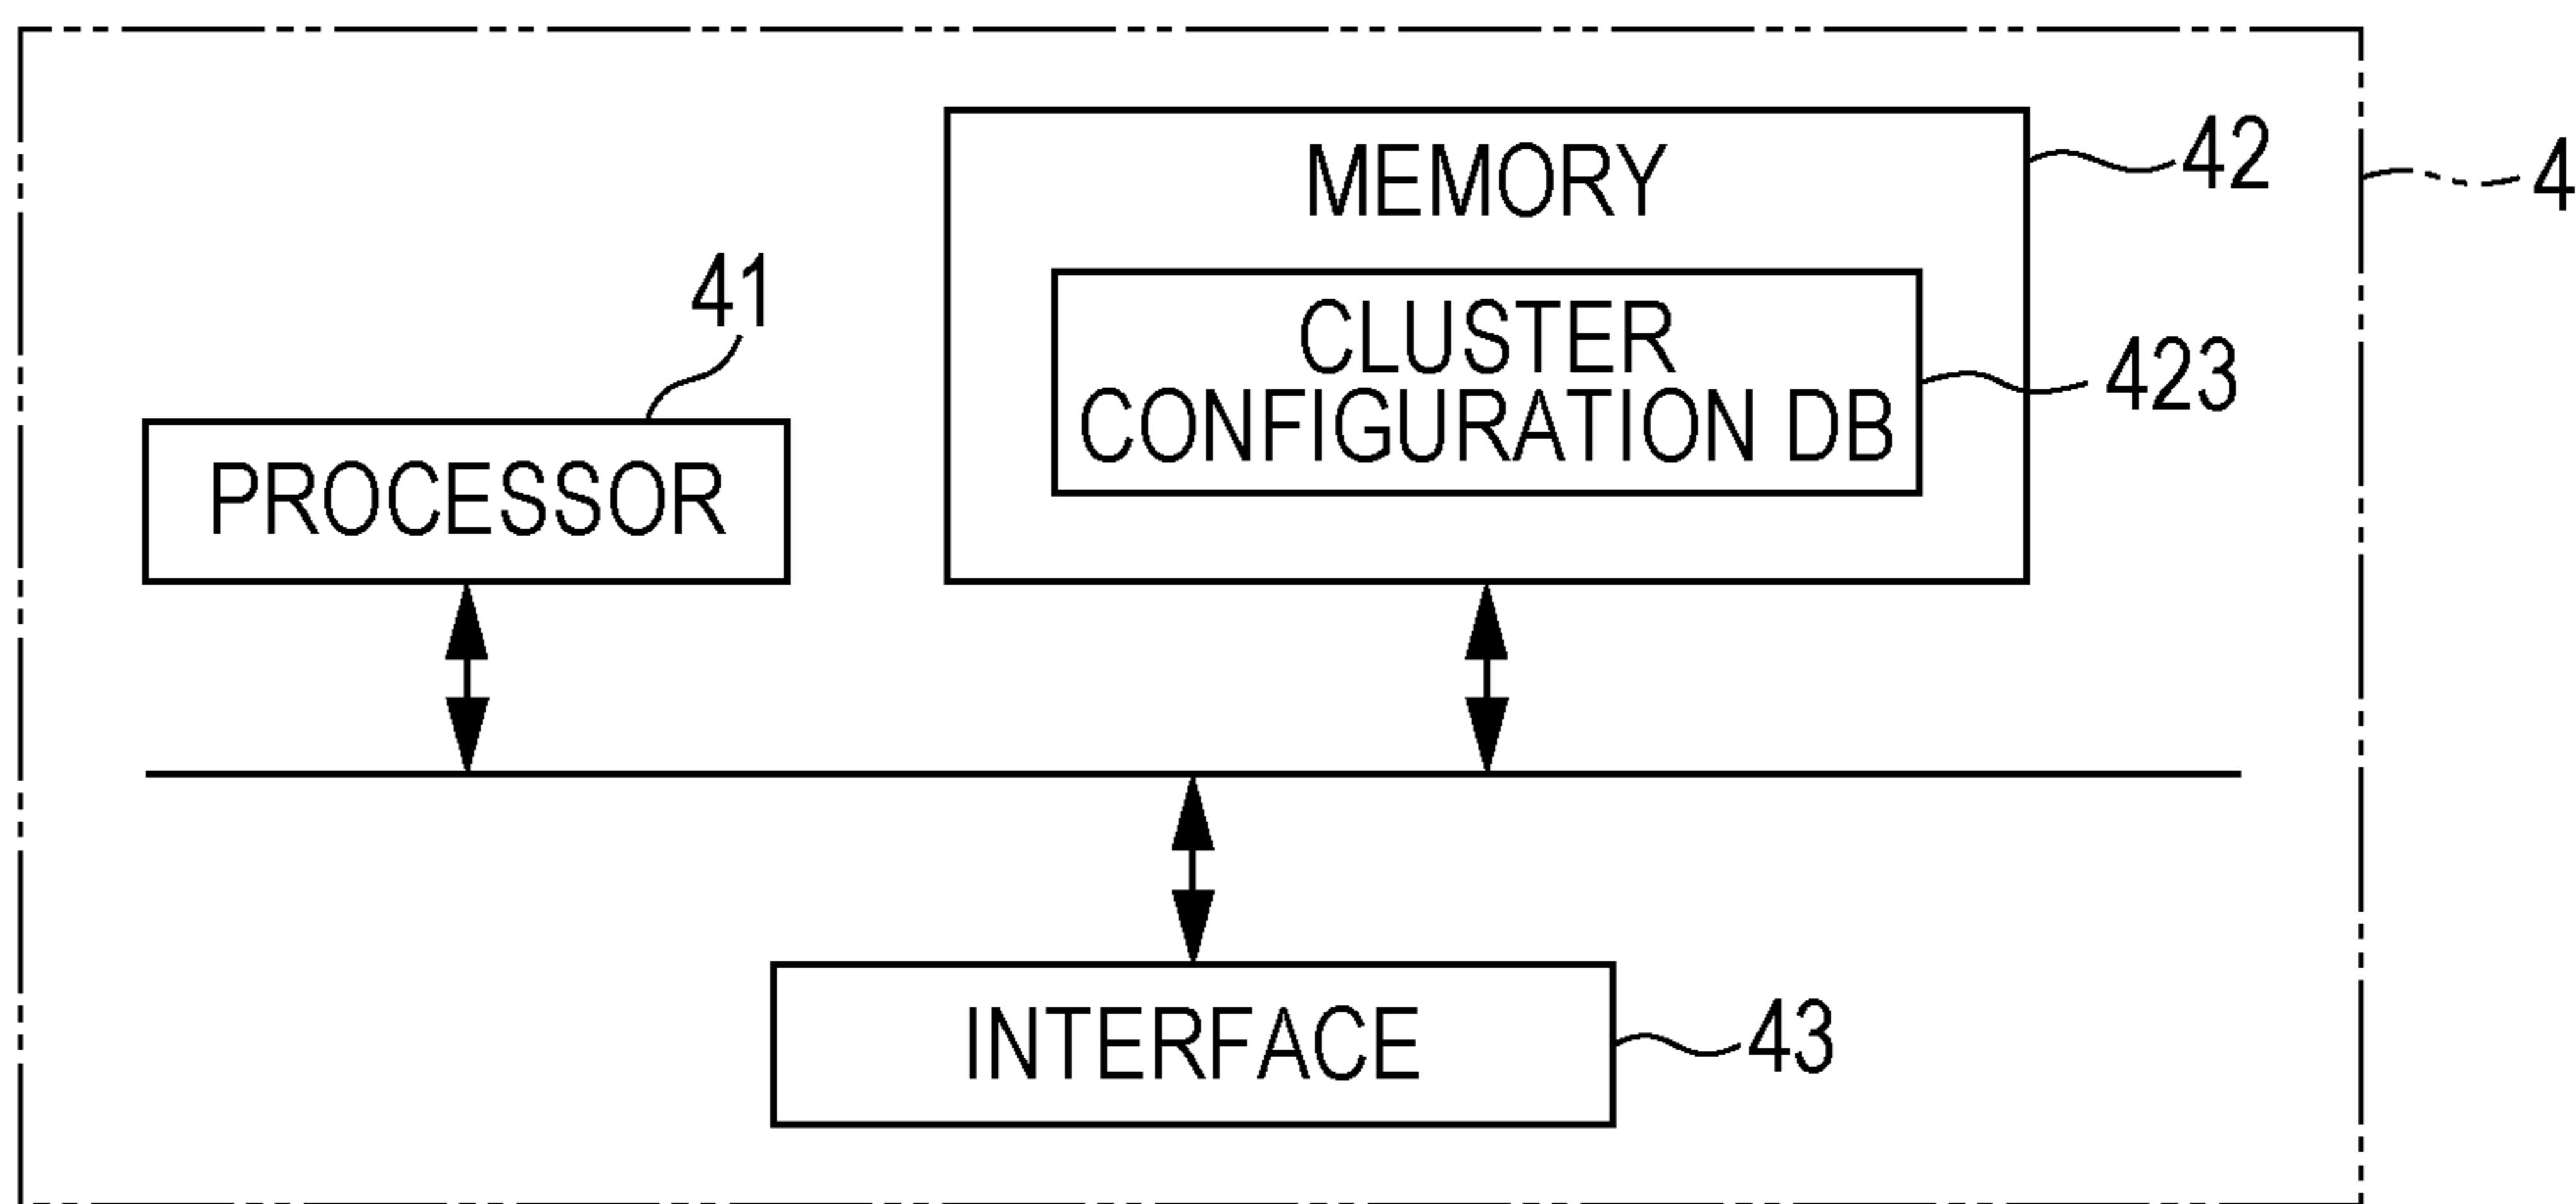 MEMORY
42
4
CLUSTER
CONFIGURATION DB
423
41
PROCESSOR
INTERFACE
43